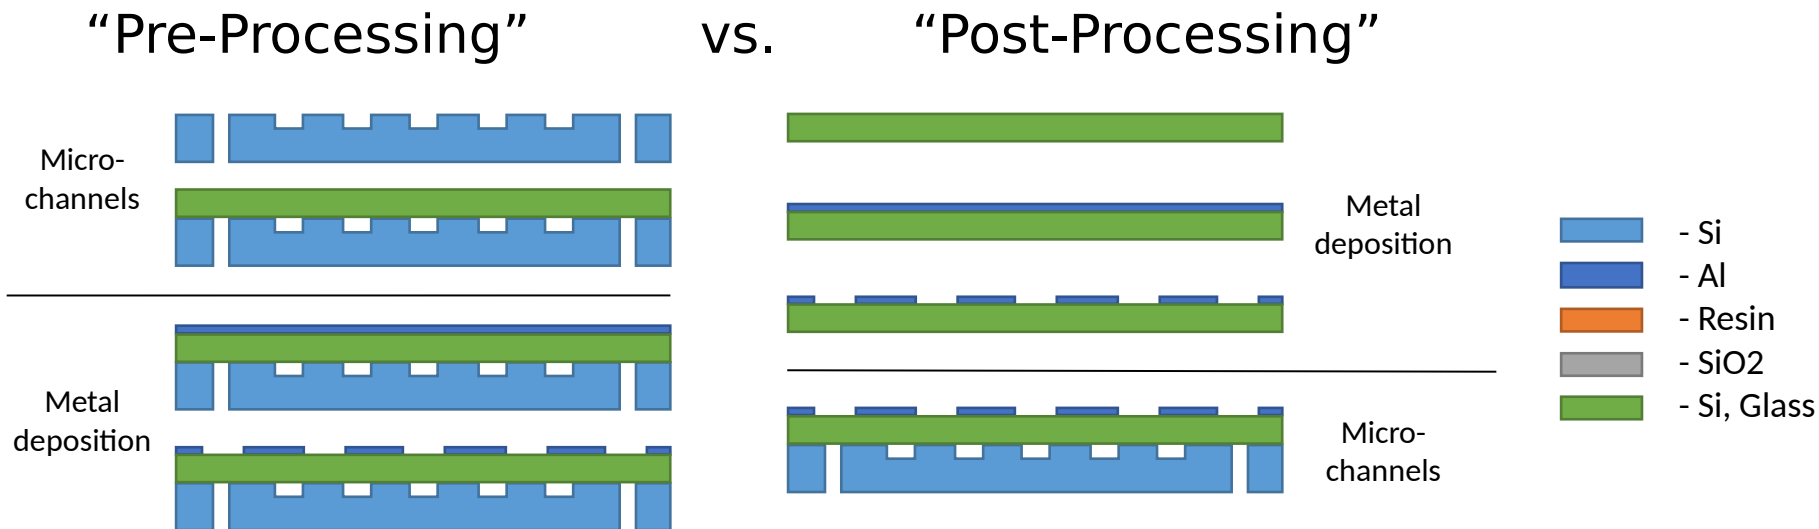 “Pre-Processing” vs. “Post-Processing”
Micro-
channels
Metal
deposition
Metal
deposition
Micro-
channels
- Si
- Al
- Resin
- SiO2
- Si, Glass